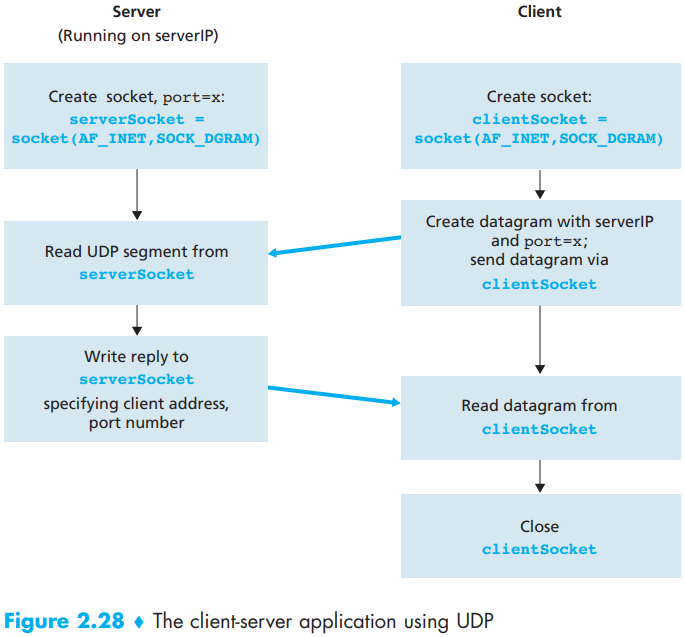 Server
(Running on serverIP)
Create socket, port=x:
serverSocket =
socket(AF_INET,SOCK_DGRAM)
Read UDP segment from
serverSocket
Write reply to
serverSocket
specifying client address,
port number
Client
Create socket:
clientSocket =
socket(AF_INET,SOCK_DGRAM)
Create datagram with serverIP
and port=x;
send datagram via
clientSocket
Read datagram from
clientSocket
Close
clientSocket
Figure 2.28 ♦ The client-server application using UDP